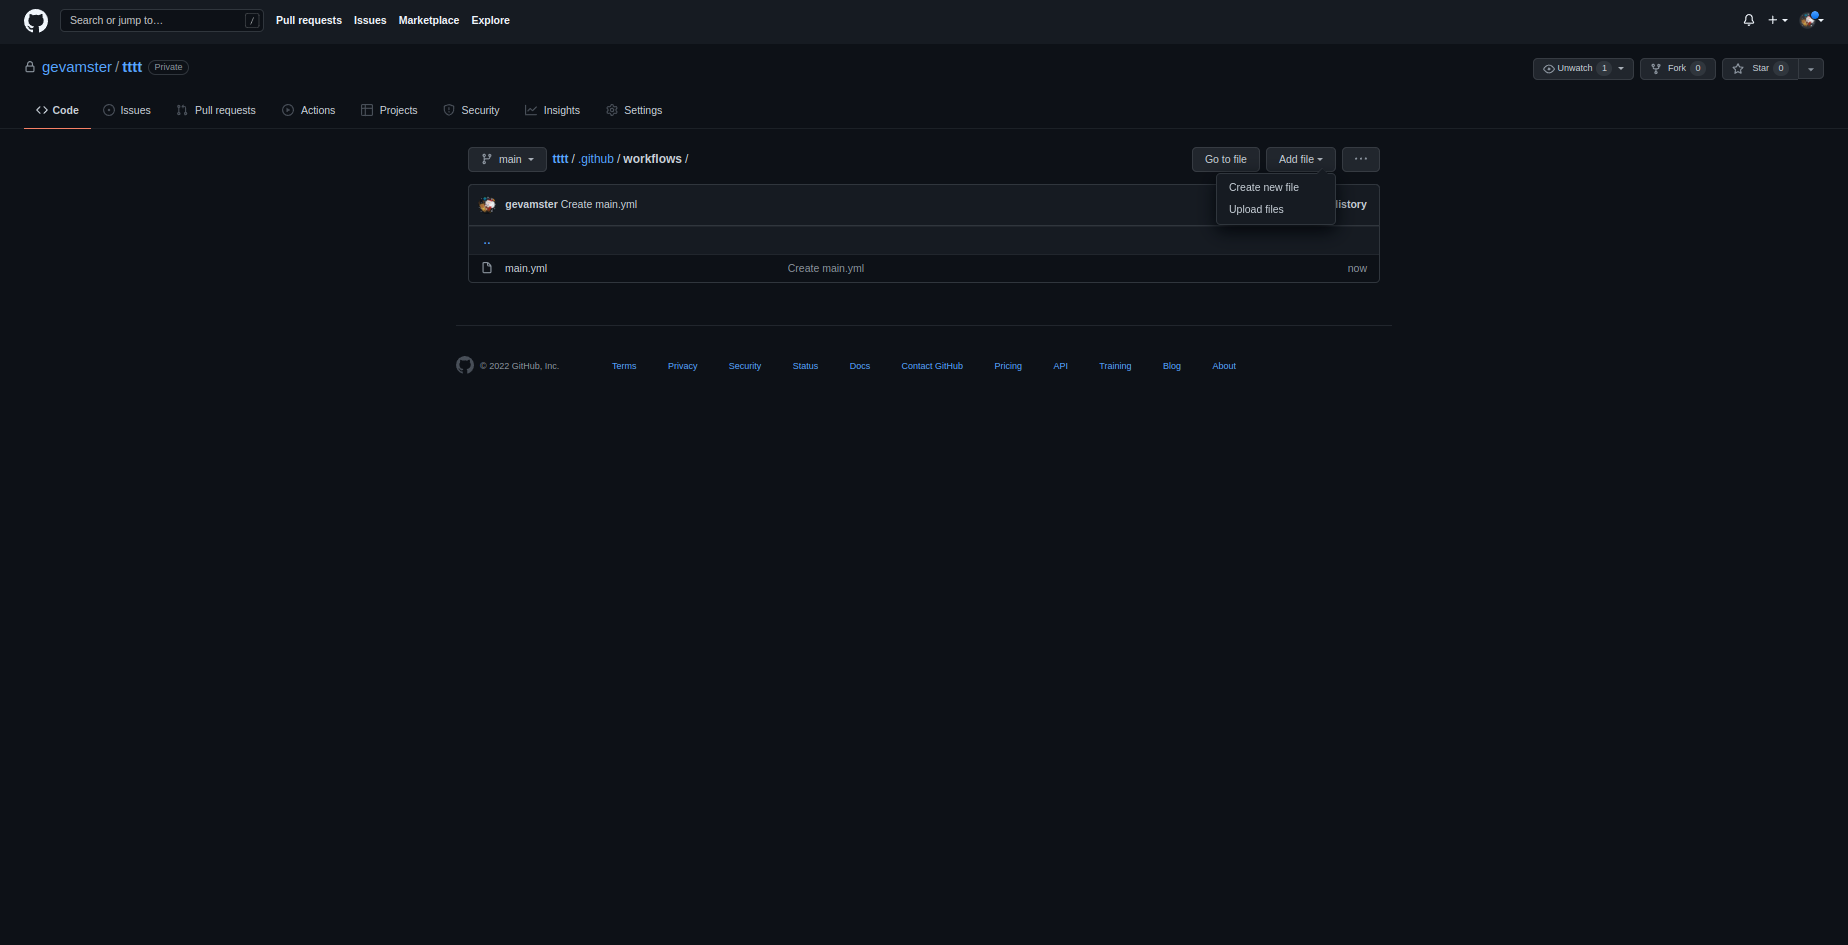 Search or jump to… / Pull requests Issues Marketplace Explore
gevamster / tttt Private Unwatch 1 Fork 0 Star 0
Code Issues Pull requests Actions Projects Security Insights Settings
main tttt / .github / workflows / Go to file Add file ...
Create new file
Upload files
gevamster Create main.yml
..
main.yml Create main.yml now
© 2022 GitHub, Inc. Terms Privacy Security Status Docs Contact GitHub Pricing API Training Blog About